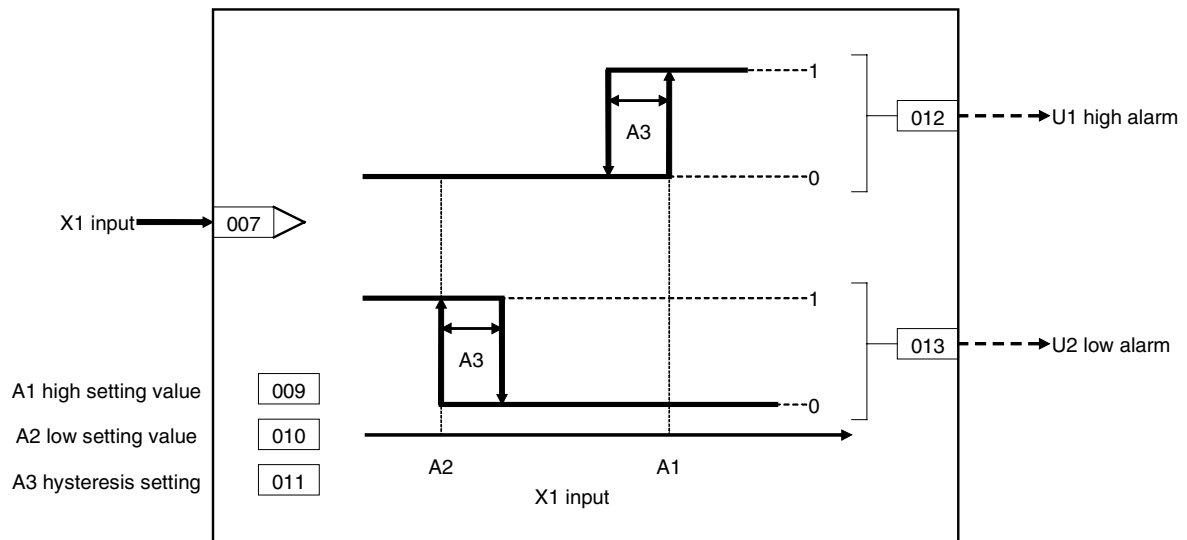 1
A3
012
U1 high alarm
0
X1 input
007
1
A3
013
U2 low alarm
A1 high setting value
009
0
A2 low setting value
010
A2
A1
A3 hysteresis setting
011
X1 input